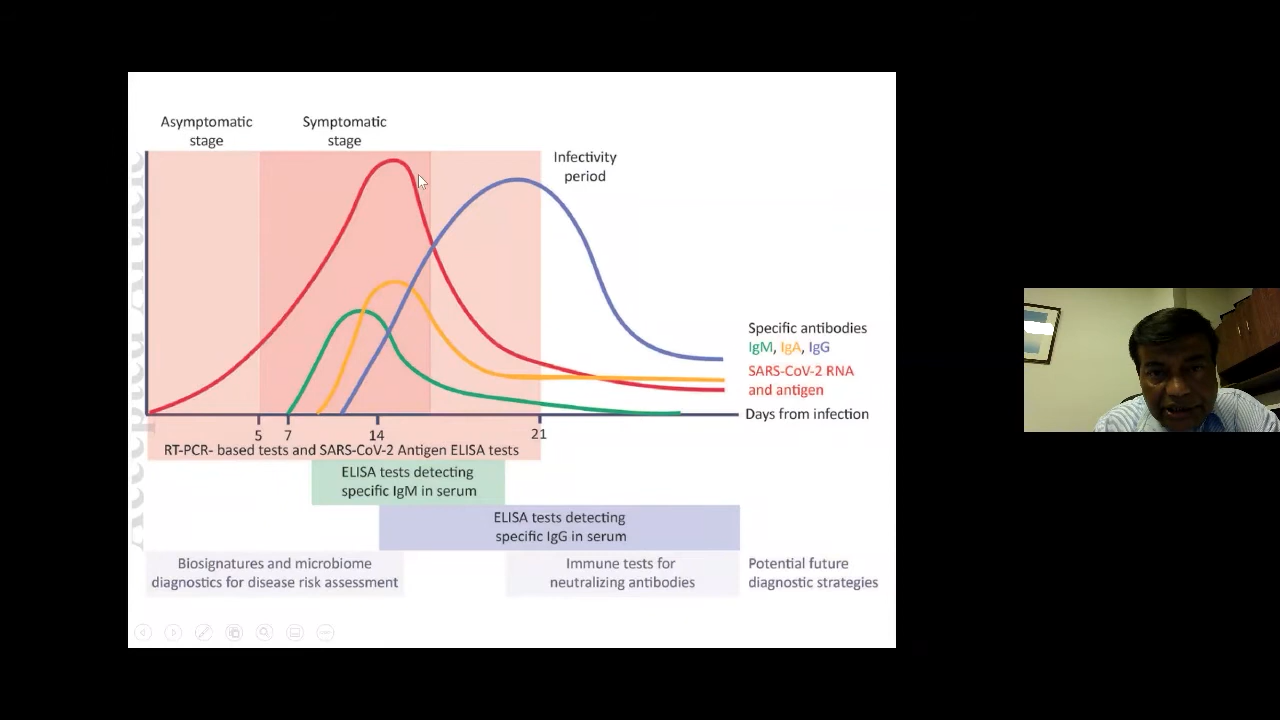 Asymptomatic
stage
Symptomatic
stage
Infectivity
period
Specific antibodies
IgM, IgA, IgG
SARS-CoV-2 RNA
and antigen
Days from infection
5 7 14 21
RT-PCR- based tests and SARS-CoV-2 Antigen ELISA tests
ELISA tests detecting
specific IgM in serum
ELISA tests detecting
specific IgG in serum
Biosignatures and microbiome
diagnostics for disease risk assessment
Immune tests for
neutralizing antibodies
Potential future
diagnostic strategies